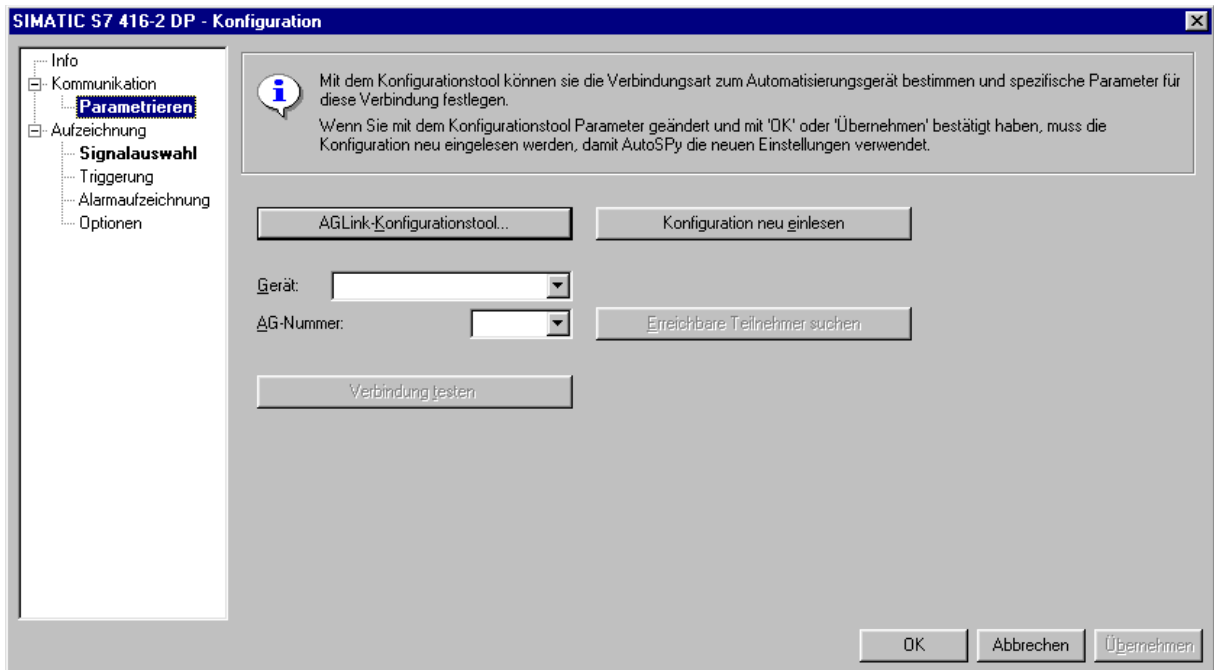 SIMATIC S7 416-2 DP - Konfiguration
Info
Kommunikation
Parametrieren
Aufzeichnung
Signalauswahl
Triggerung
Alarmaufzeichnung
Optionen
Mit dem Konfigurationstool können sie die Verbindungsart zum Automatisierungsgerät bestimmen und spezifische Parameter für
diese Verbindung festlegen.
Wenn Sie mit dem Konfigurationstool Parameter geändert und mit 'OK' oder 'Übernehmen' bestätigt haben, muss die
Konfiguration neu eingelesen werden, damit AutoSPy die neuen Einstellungen verwendet.
AGLink-Konfigurationstool...
Konfiguration neu einlesen
Gerät:
AG-Nummer:
Erreichbare Teilnehmer suchen
Verbindung testen
OK
Abbrechen
Übernehmen